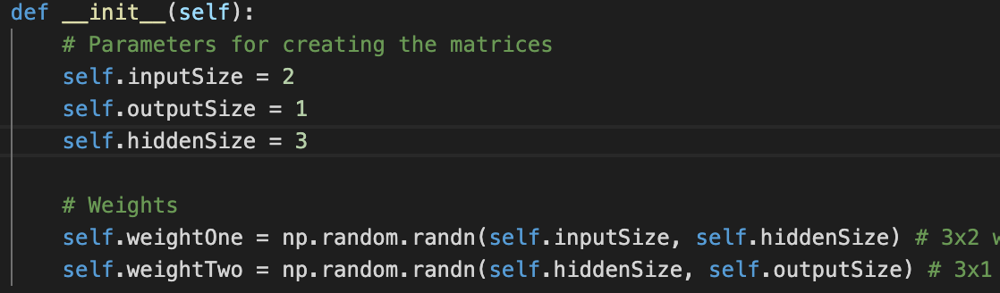 def __init__(self):
# Parameters for creating the matrices
self.inputSize = 2
self.outputSize = 1
self.hiddenSize = 3
# Weights
self.weightOne = np.random.randn(self.inputSize, self.hiddenSize) # 3x2
self.weightTwo = np.random.randn(self.hiddenSize, self.outputSize) # 3x1